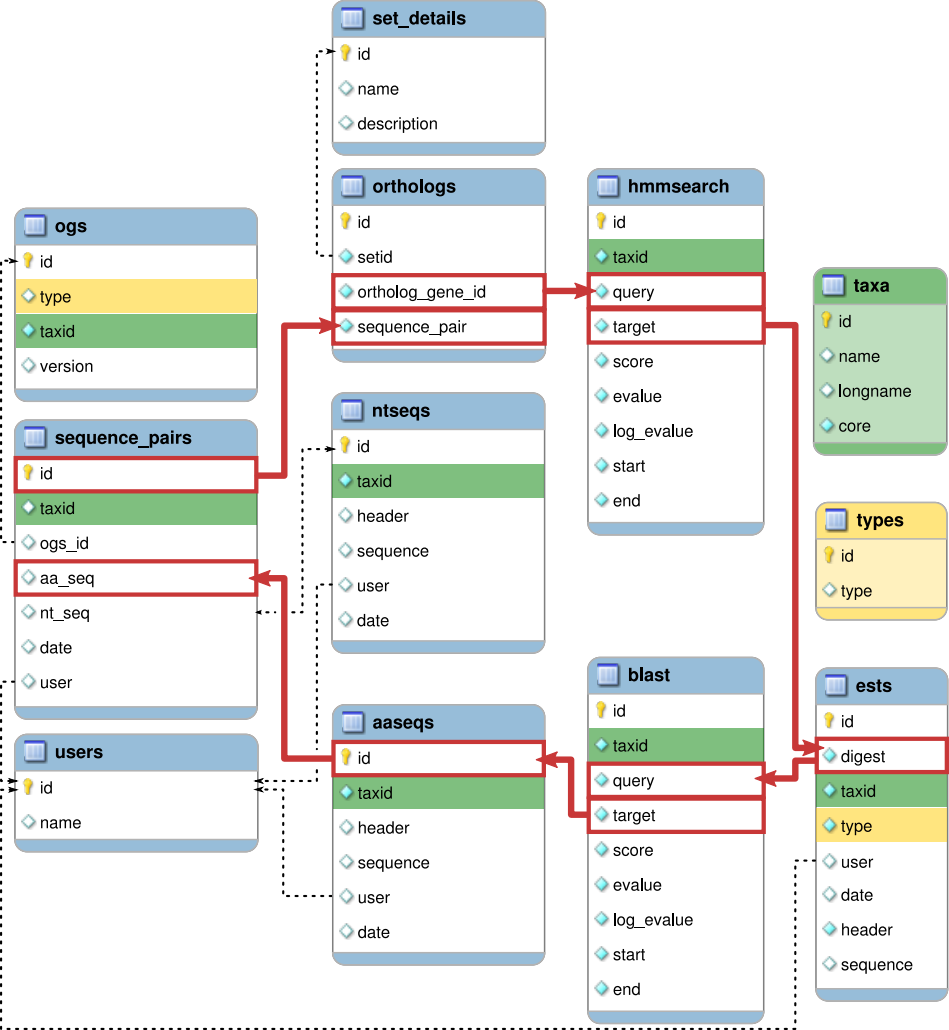 set_details
id
name
description
orthologs
id
setid
ortholog_gene_id
sequence_pair
hmmsearch
id
taxid
query
target
score
evalue
log_evalue
start
end
ogs
id
type
taxid
version
taxa
id
name
longname
core
sequence_pairs
id
taxid
ogs_id
aa_seq
nt_seq
date
user
ntseqs
id
taxid
header
sequence
user
date
types
id
type
users
id
name
aaseqs
id
taxid
header
sequence
user
date
blast
id
taxid
query
target
score
evalue
log_evalue
start
end
ests
id
digest
taxid
type
user
date
header
sequence